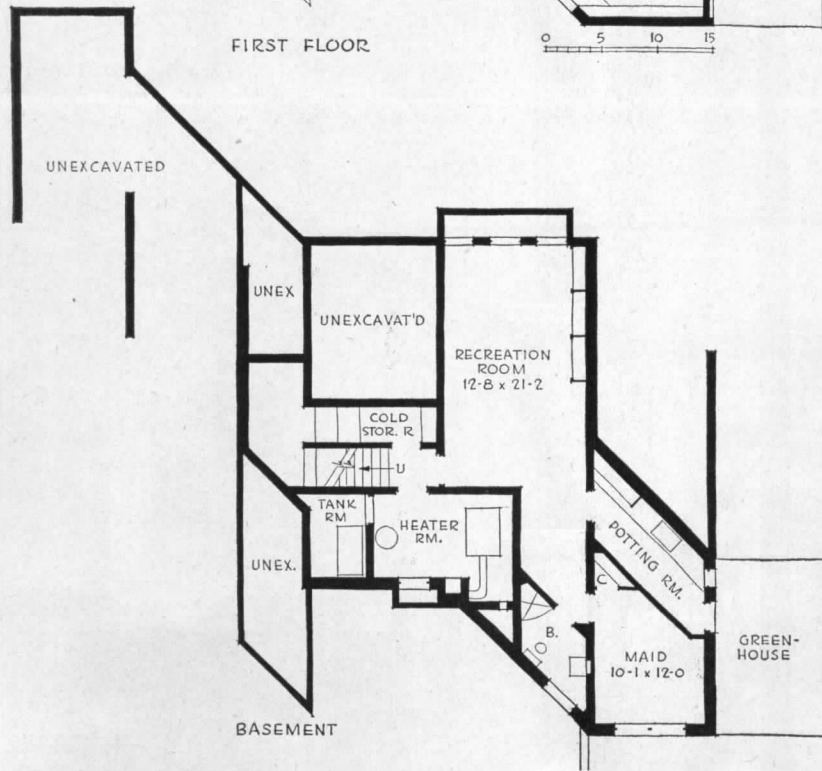 FIRST FLOOR
0 5 10 15
UNEXCAVATED
UNEX
UNEXCAVAT'D
RECREATION
ROOM
12-8 x 21-2
COLD
STOR. R
U
TANK
RM
HEATER
RM.
UNEX.
POTTING RM.
C
B.
MAID
10-1 x 12-0
GREEN-
HOUSE
BASEMENT